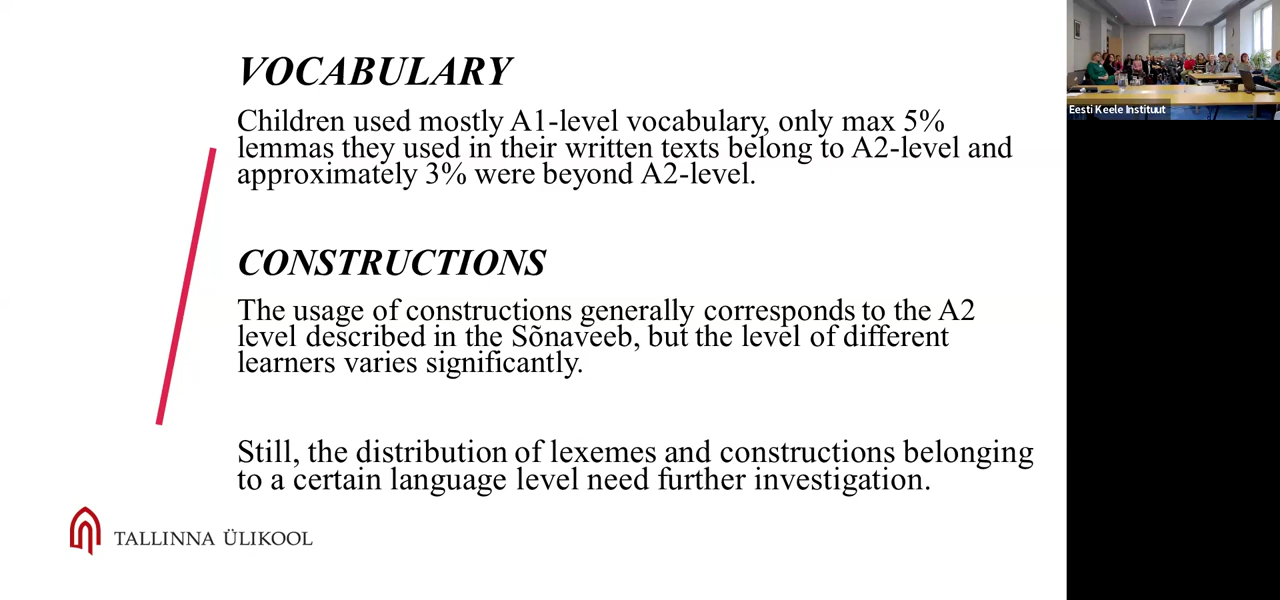 VOCABULARY
Children used mostly A1-level vocabulary, only max 5%
lemmas they used in their written texts belong to A2-level and
approximately 3% were beyond A2-level.
CONSTRUCTIONS
The usage of constructions generally corresponds to the A2
level described in the Sõnaveeb, but the level of different
learners varies significantly.
Still, the distribution of lexemes and constructions belonging
to a certain language level need further investigation.
TALLINNA ÜLIKOOL
Eesti Keele Instituut